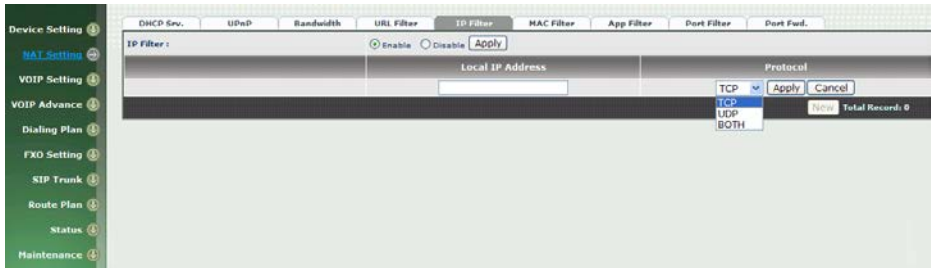 Device Setting
NAT Setting
VOIP Setting
VOIP Advance
Dialing Plan
FXO Setting
SIP Trunk
Route Plan
Status
Maintenance
DHCP Srv. UPnP Bandwidth URL Filter IP Filter MAC Filter App Filter Port Filter Port Fwd.
IP Filter : Enable Disable Apply
Local IP Address Protocol
TCP Apply Cancel
TCP
UDP
BOTH
New Total Record: 0